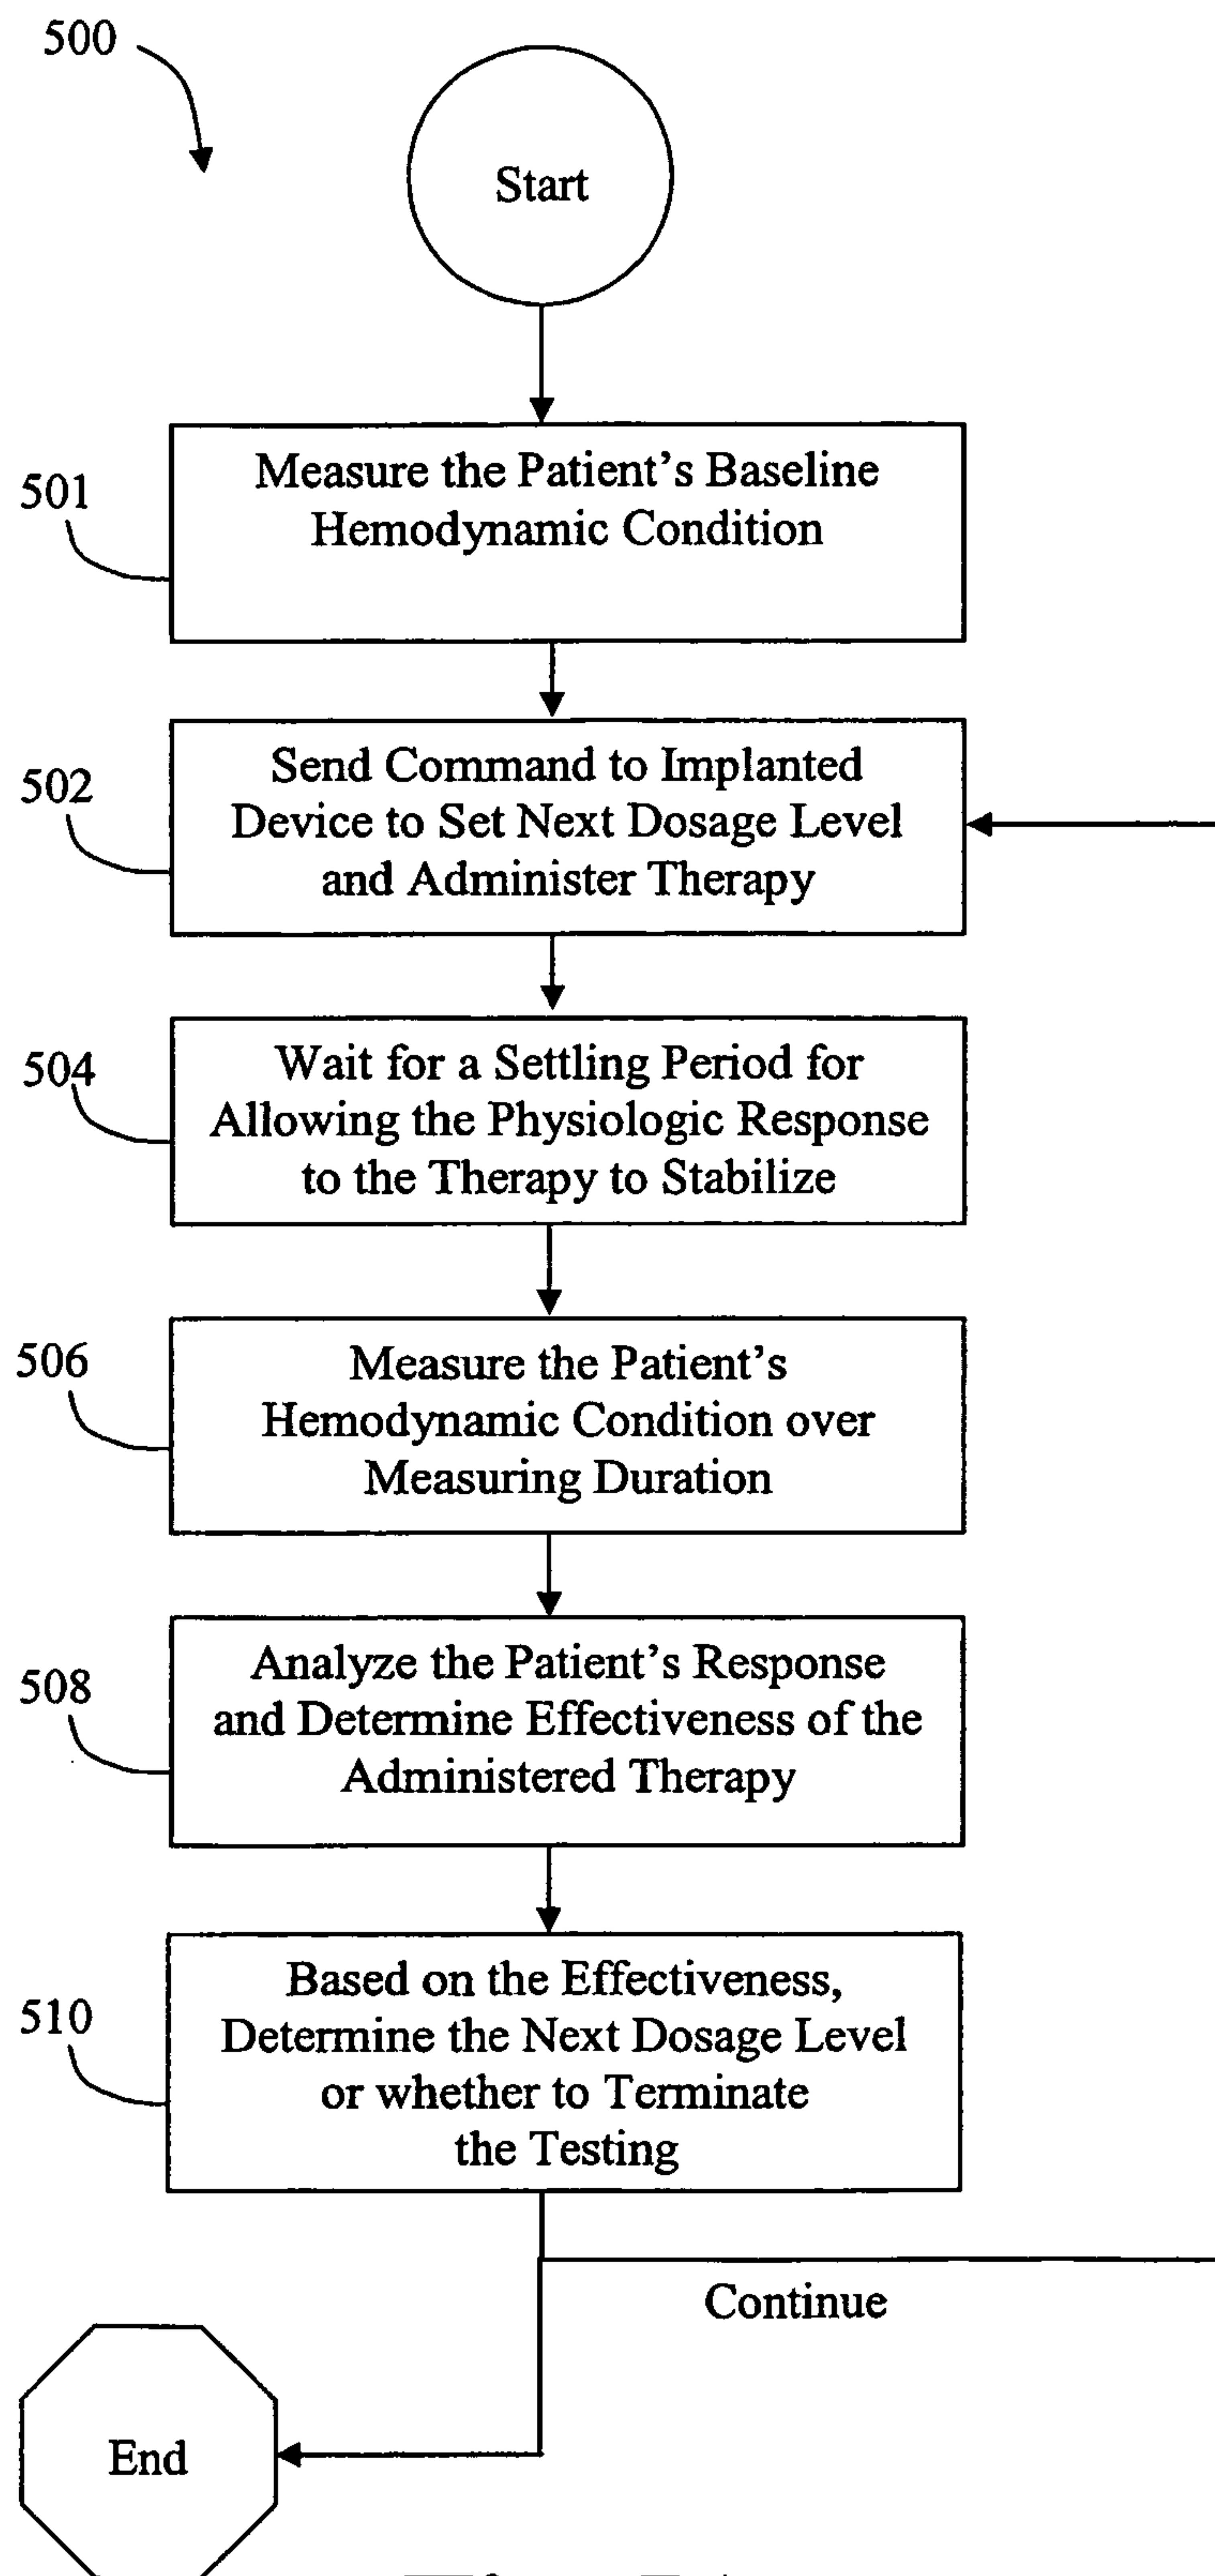 500
Start
501
Measure the Patient's Baseline
Hemodynamic Condition
502
Send Command to Implanted
Device to Set Next Dosage Level
and Administer Therapy
504
Wait for a Settling Period for
Allowing the Physiologic Response
to the Therapy to Stabilize
506
Measure the Patient's
Hemodynamic Condition over
Measuring Duration
508
Analyze the Patient's Response
and Determine Effectiveness of the
Administered Therapy
510
Based on the Effectiveness,
Determine the Next Dosage Level
or whether to Terminate
the Testing
Continue
End